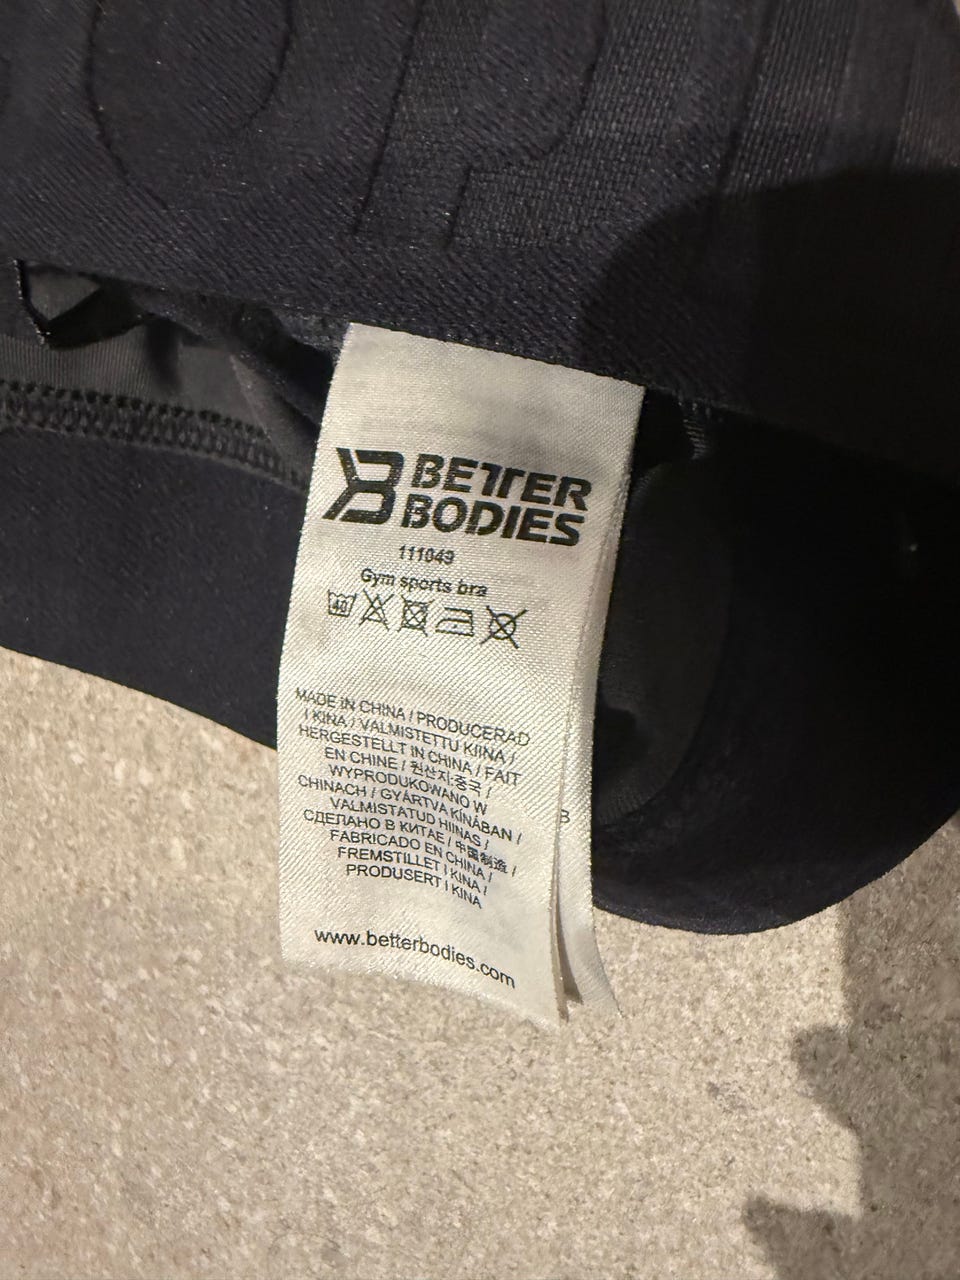 BETTER
BODIES
111049
Gym sports bra
40
MADE IN CHINA / PRODUCERAD
I KINA / VALMISTETTU KIINA /
HERGESTELLT IN CHINA / FAIT
EN CHINE / 원산지:중국 /
WYPRODUKOWANO W
CHINACH / GYÁRTVA KÍNÁBAN /
VALMISTATUD HIINAS /
СДЕЛАНО В КИТАЕ / 中国制造 /
FABRICADO EN CHINA /
FREMSTILLET I KINA /
PRODUSERT I KINA
www.betterbodies.com